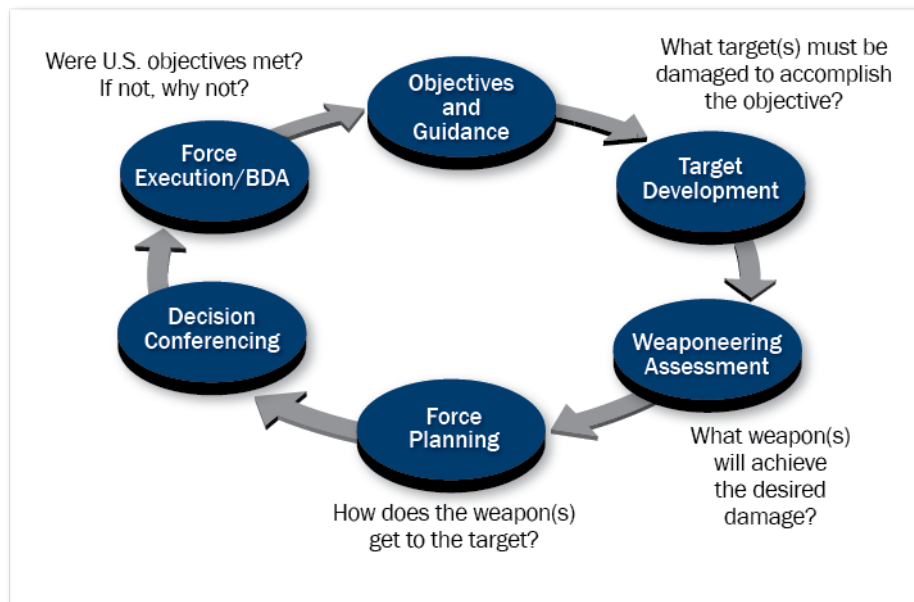 Were U.S. objectives met?
If not, why not?
Objectives
and
Guidance
What target(s) must be
damaged to accomplish
the objective?
Force
Execution/BDA
Target
Development
Decision
Conferencing
Weaponeering
Assessment
Force
Planning
What weapon(s)
will achieve
the desired
damage?
How does the weapon(s)
get to the target?